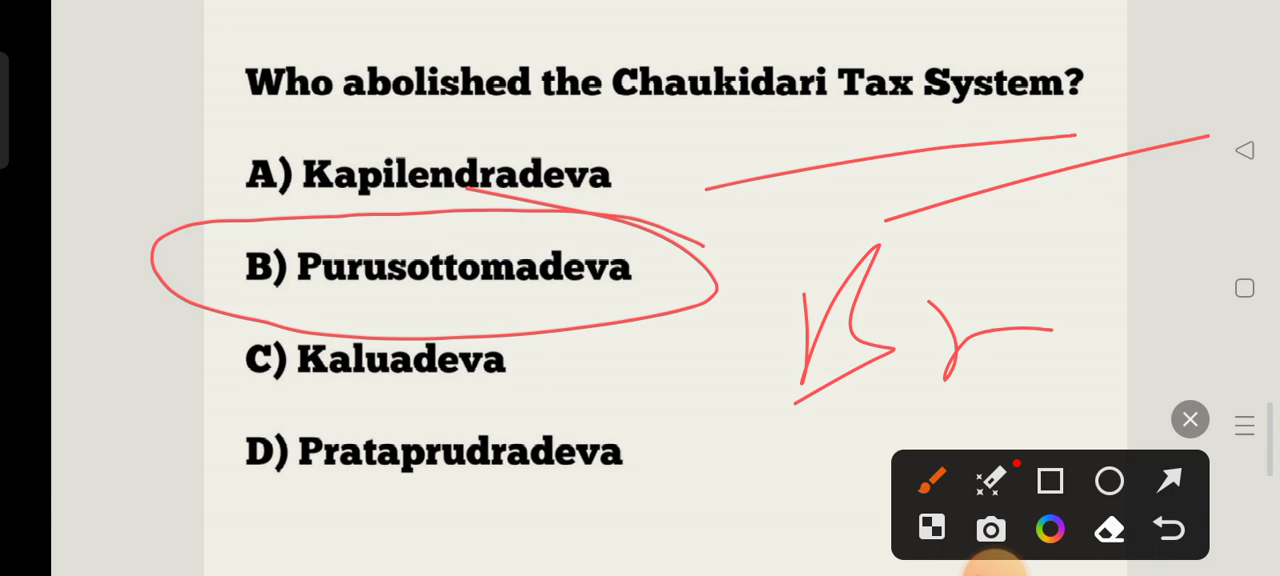 Who abolished the Chaukidari Tax System?
A) Kapilendradeva
B) Purusottomadeva
C) Kaluadeva
D) Prataprudradeva